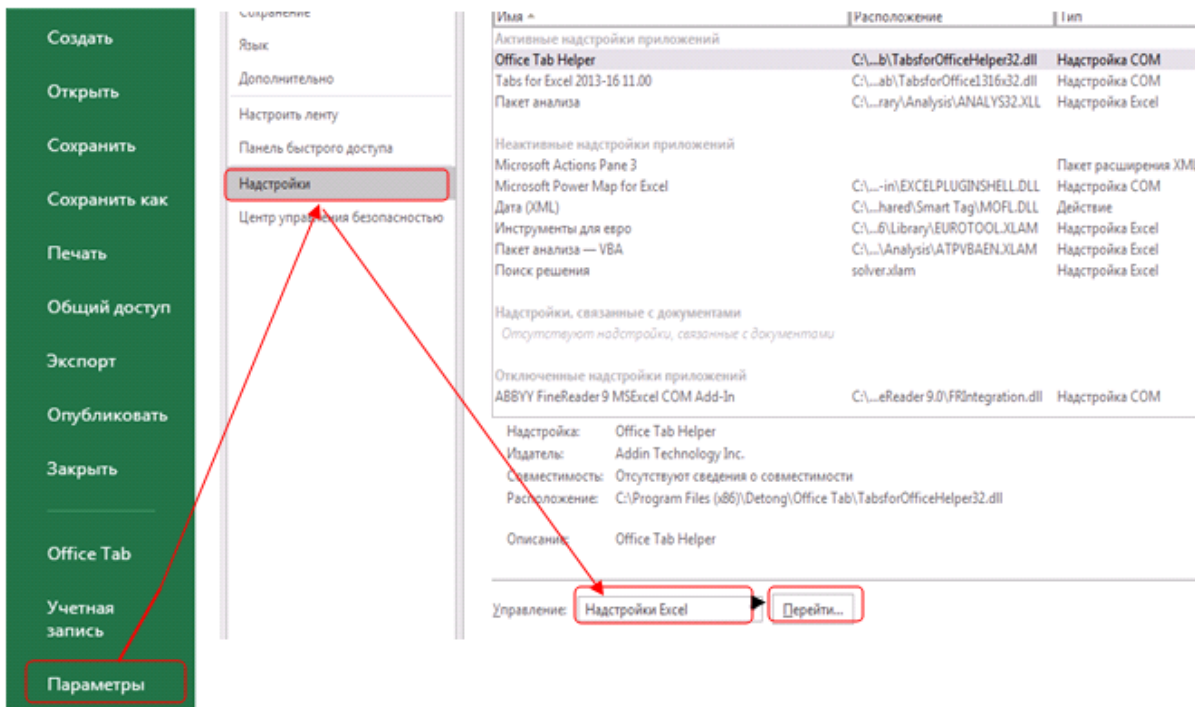 Создать
Открыть
Сохранить
Сохранить как
Печать
Общий доступ
Экспорт
Опубликовать
Закрыть
Office Tab
Учетная
запись
Параметры
Сохранение
Язык
Дополнительно
Настроить ленту
Панель быстрого доступа
Надстройки
Центр управления безопасностью
Имя Расположение Тип
Активные надстройки приложений
Office Tab Helper C:\...b\TabsforOfficeHelper32.dll Надстройка COM
Tabs for Excel 2013-16 11.00 C:\...ab\TabsforOffice1316x32.dll Надстройка COM
Пакет анализа C:\...rary\Analysis\ANALYS32.XLL Надстройка Excel
Неактивные надстройки приложений
Microsoft Actions Pane 3 Пакет расширения XML
Microsoft Power Map for Excel C:\...-in\EXCELPLUGINSHELL.DLL Надстройка COM
Дата (XML) C:\...hared\Smart Tag\MOFL.DLL Действие
Инструменты для евро C:\...6\Library\EUROTOOL.XLAM Надстройка Excel
Пакет анализа — VBA C:\...\Analysis\ATPVBAEN.XLAM Надстройка Excel
Поиск решения solver.xlam Надстройка Excel
Надстройки, связанные с документами
Отсутствуют надстройки, связанные с документами
Отключенные надстройки приложений
ABBYY FineReader 9 MSExcel COM Add-In C:\...eReader 9.0\FRIntegration.dll Надстройка COM
Надстройка: Office Tab Helper
Издатель: Addin Technology Inc.
Совместимость: Отсутствуют сведения о совместимости
Расположение: C:\Program Files (x86)\Detong\Office Tab\TabsforOfficeHelper32.dll
Описание: Office Tab Helper
Управление: Надстройки Excel Перейти...